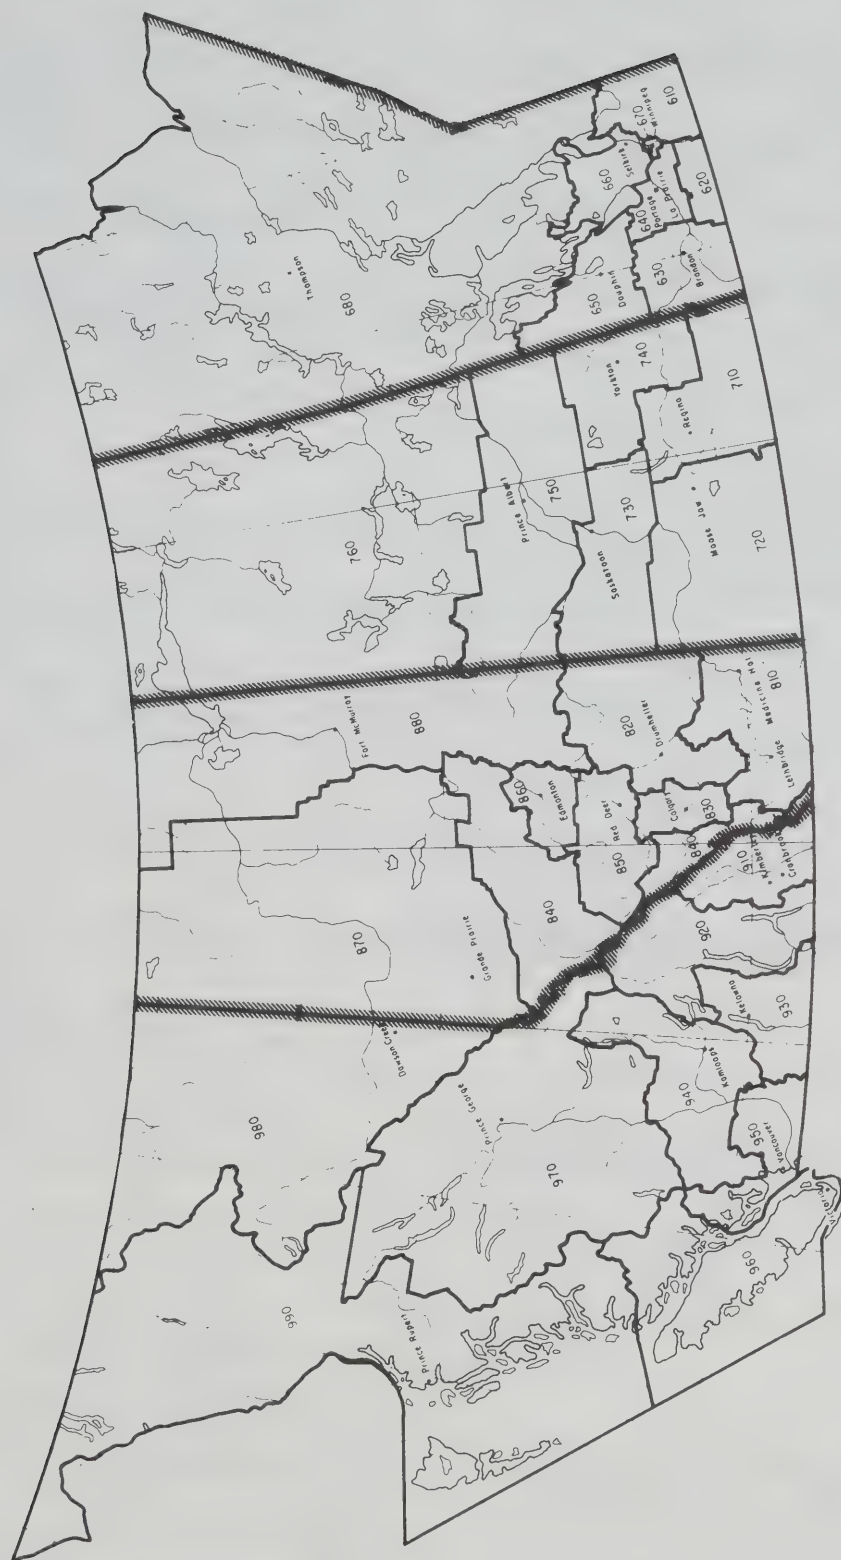 990
980
Prince Rupert
970
Prince George
Dawson Creek
960
Victoria
950
Vancouver
940
Kamloops
930
Kelowna
920
910
Kimberley
Cranbrook
870
Grande Prairie
840
850
Red Deer
860
Edmonton
840
830
Calgary
880
Fort McMurray
820
Drumheller
810
Lethbridge
Medicine Hat
760
750
Prince Albert
Saskatoon
730
720
Moose Jaw
740
Yorkton
Regina
710
680
Thompson
650
Dauphin
630
Brandon
660
Selkirk
640
Portage
La Prairie
620
670
Winnipeg
610